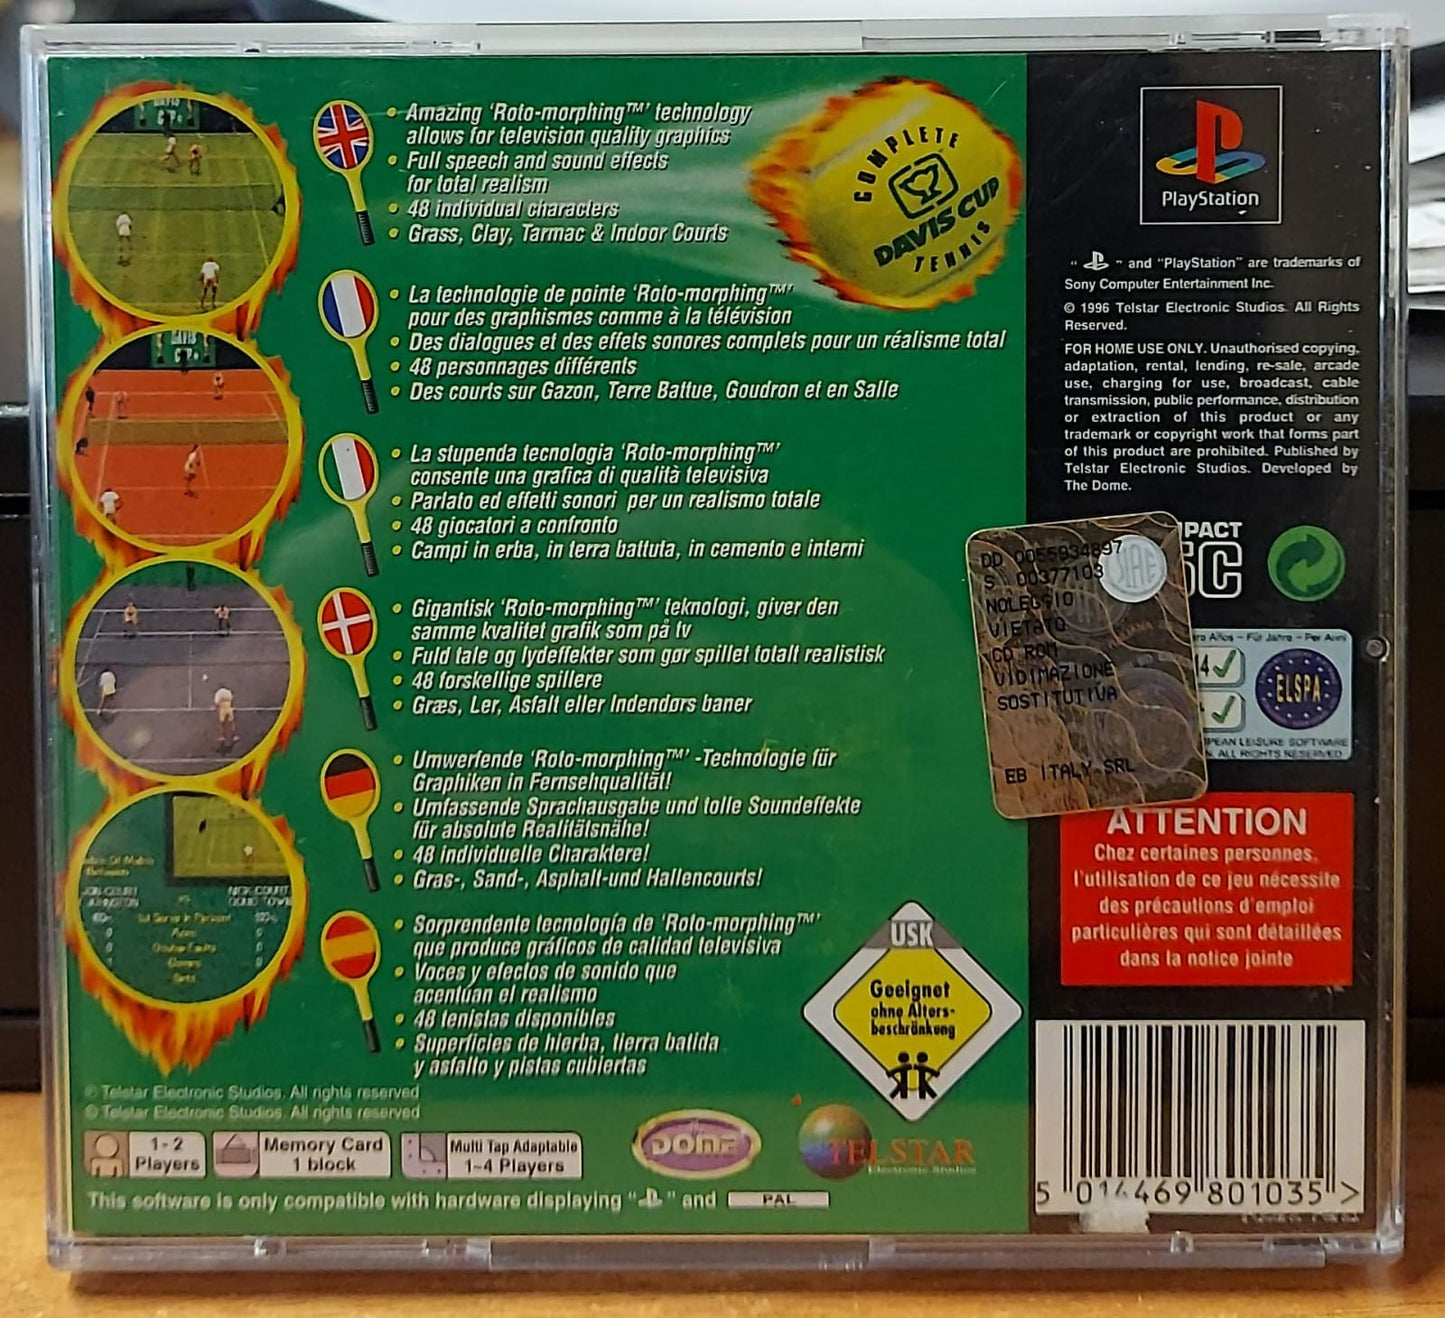 • Amazing 'Roto-morphing™' technology
allows for television quality graphics
• Full speech and sound effects
for total realism
• 48 individual characters
• Grass, Clay, Tarmac & Indoor Courts
• La technologie de pointe 'Roto-morphing™'
pour des graphismes comme à la télévision
• Des dialogues et des effets sonores complets pour un réalisme total
• 48 personnages différents
• Des courts sur Gazon, Terre Battue, Goudron et en Salle
• La stupenda tecnologia 'Roto-morphing™'
consente una grafica di qualità televisiva
• Parlato ed effetti sonori per un realismo totale
• 48 giocatori a confronto
• Campi in erba, in terra battuta, in cemento e interni
• Gigantisk 'Roto-morphing™' teknologi, giver den
samme kvalitet grafik som på tv
• Fuld tale og lydeffekter som gør spillet totalt realistisk
• 48 forskellige spillere
• Græs, Ler, Asfalt eller Indendørs baner
• Umwerfende 'Roto-morphing™' -Technologie für
Graphiken in Fernsehqualität!
• Umfassende Sprachausgabe und tolle Soundeffekte
für absolute Realitätsnähe!
• 48 individuelle Charaktere!
• Gras-, Sand-, Asphalt-und Hallencourts!
• Sorprendente tecnología de 'Roto-morphing™'
que produce gráficos de calidad televisiva
• Voces y efectos de sonido que
acentúan el realismo
• 48 tenistas disponibles
• Superficies de hierba, tierra batida
y asfalto y pistas cubiertas
COMPLETE
DAVIS CUP
TENNIS
USK
Geeignet
ohne Alters-
beschränkung
© Telstar Electronic Studios. All rights reserved
© Telstar Electronic Studios. All rights reserved
1-2
Players
Memory Card
1 block
Multi Tap Adaptable
1-4 Players
DOME
TELSTAR
Electronic Studios
This software is only compatible with hardware displaying " " and PAL
PlayStation
" " and "PlayStation" are trademarks of
Sony Computer Entertainment Inc.
© 1996 Telstar Electronic Studios. All Rights
Reserved.
FOR HOME USE ONLY. Unauthorised copying,
adaptation, rental, lending, re-sale, arcade
use, charging for use, broadcast, cable
transmission, public performance, distribution
or extraction of this product or any
trademark or copyright work that forms part
of this product are prohibited. Published by
Telstar Electronic Studios. Developed by
The Dome.
DD 0055934897
S 00377103
NOLEGGIO
VIETATO
CD ROM
VIDIMAZIONE
SOSTITUTIVA
EB ITALY SRL
SIAE
Años - Für Jahre - Per Anni
ELSPA
LEISURE SOFTWARE
ALL RIGHTS RESERVED
ATTENTION
Chez certaines personnes,
l'utilisation de ce jeu nécessite
des précautions d'emploi
particulières qui sont détaillées
dans la notice jointe
5 014469 801035 >